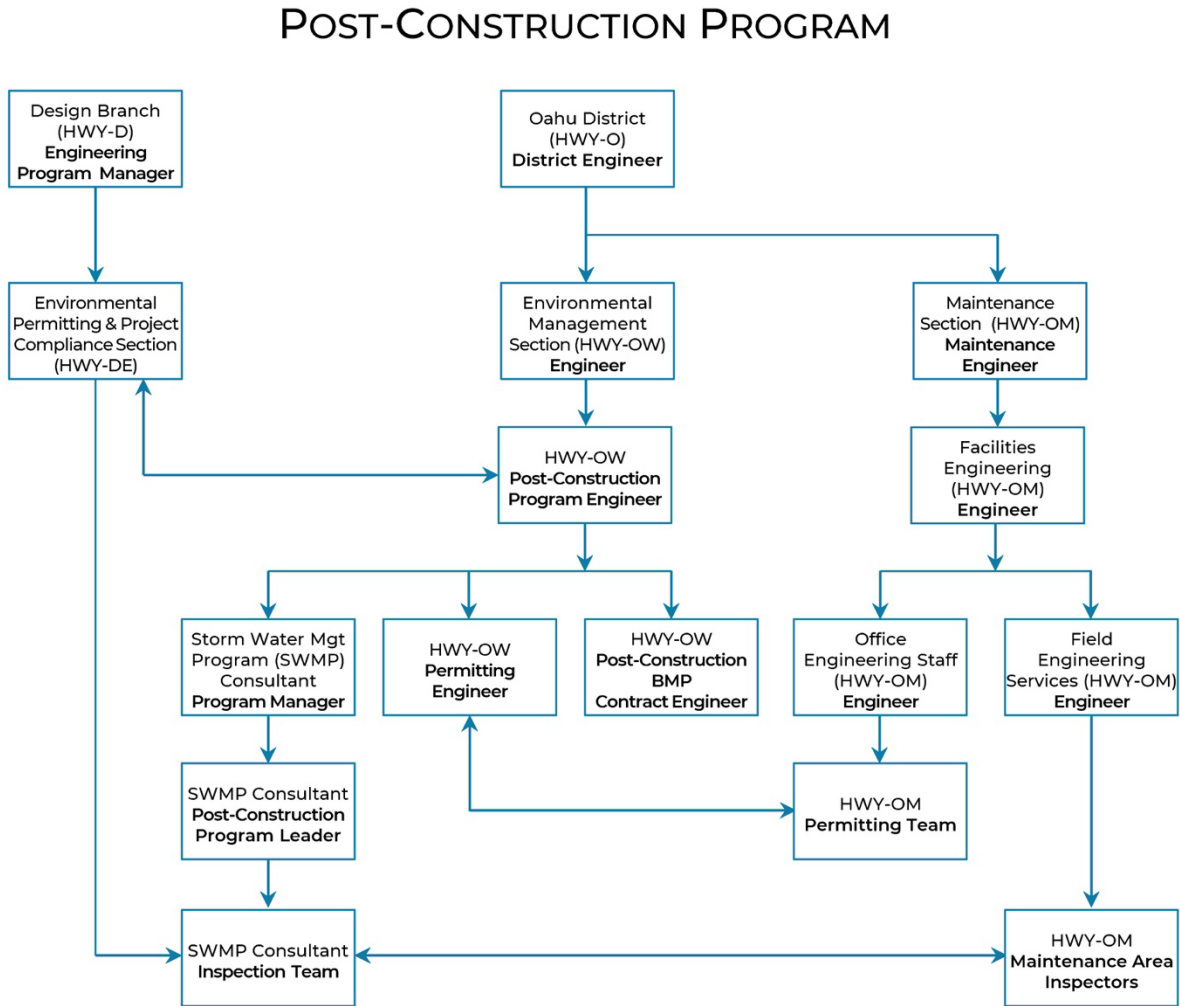 POST-CONSTRUCTION PROGRAM
Design Branch
(HWY-D)
Engineering
Program Manager
Oahu District
(HWY-O)
District Engineer
Environmental
Permitting & Project
Compliance Section
(HWY-DE)
Environmental
Management
Section (HWY-OW)
Engineer
Maintenance
Section (HWY-OM)
Maintenance
Engineer
HWY-OW
Post-Construction
Program Engineer
Facilities
Engineering
(HWY-OM)
Engineer
Storm Water Mgt
Program (SWMP)
Consultant
Program Manager
HWY-OW
Permitting
Engineer
HWY-OW
Post-Construction
BMP
Contract Engineer
Office
Engineering Staff
(HWY-OM)
Engineer
Field
Engineering
Services (HWY-OM)
Engineer
SWMP Consultant
Post-Construction
Program Leader
HWY-OM
Permitting Team
SWMP Consultant
Inspection Team
HWY-OM
Maintenance Area
Inspectors